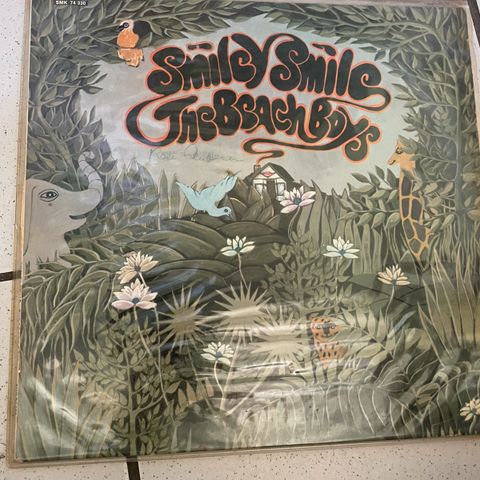 SMK 74 330
SMiLEY SMiLE
THE BEACH BOYS